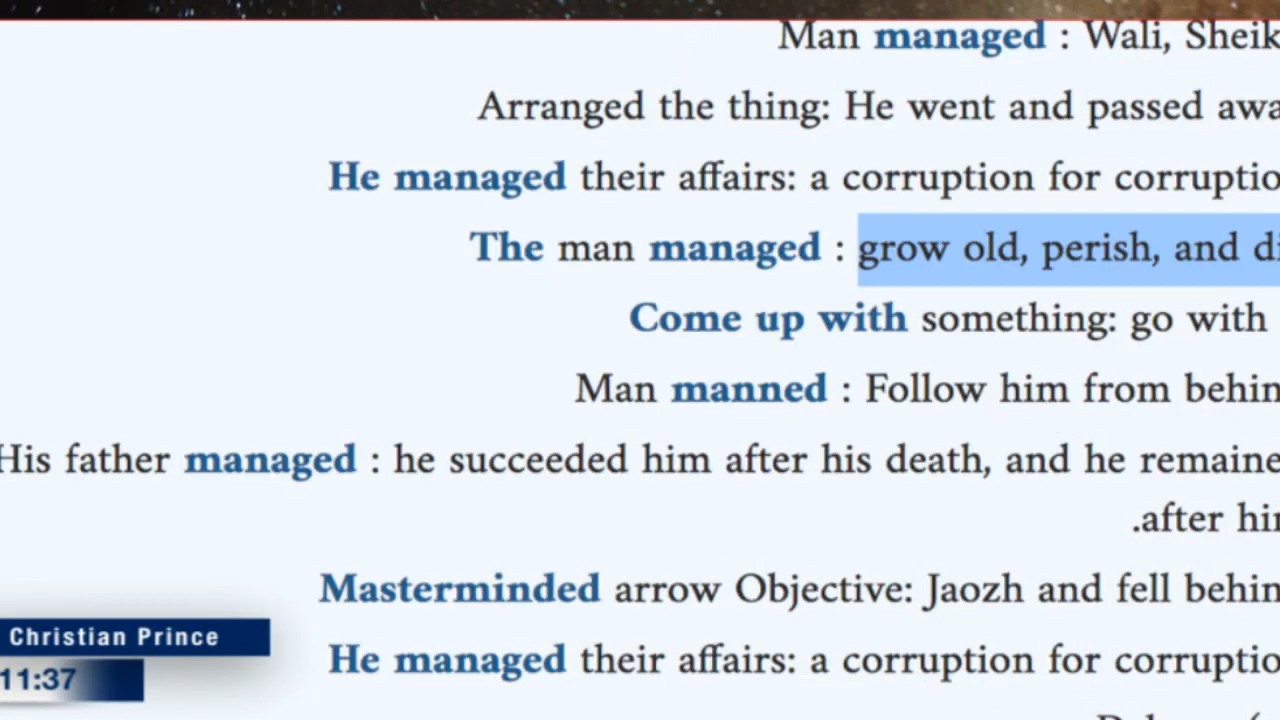 Man managed : Wali, Sheik
Arranged the thing: He went and passed awa
He managed their affairs: a corruption for corruptio
The man managed : grow old, perish, and di
Come up with something: go with
Man manned : Follow him from behin
His father managed : he succeeded him after his death, and he remaine
.after hi
Masterminded arrow Objective: Jaozh and fell behin
He managed their affairs: a corruption for corruptio
Christian Prince
11:37